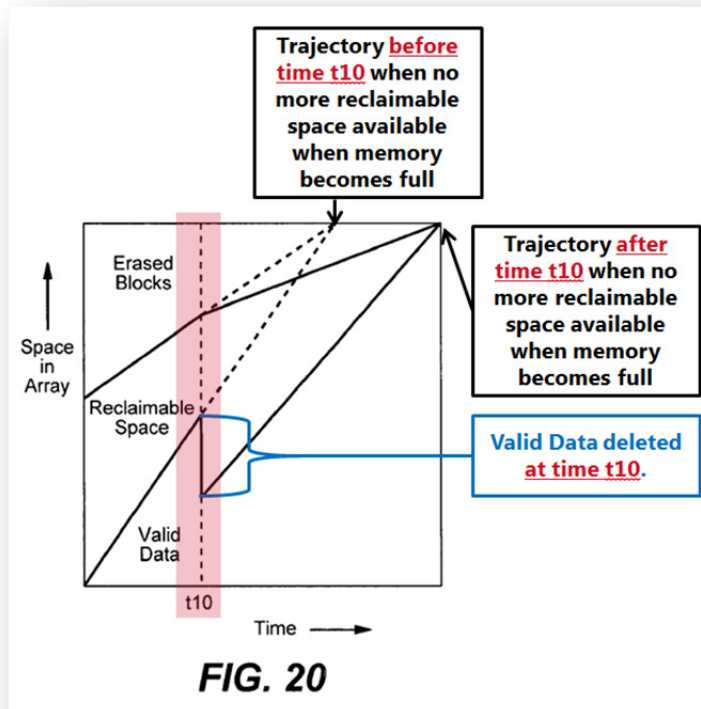 Trajectory before
time t10 when no
more reclaimable
space available
when memory
becomes full
Erased
Blocks
Space
in
Array
Trajectory after
time t10 when no
more reclaimable
space available
when memory
becomes full
Reclaimable
Space
Valid Data deleted
at time t10.
Valid
Data
t10
Time
FIG. 20